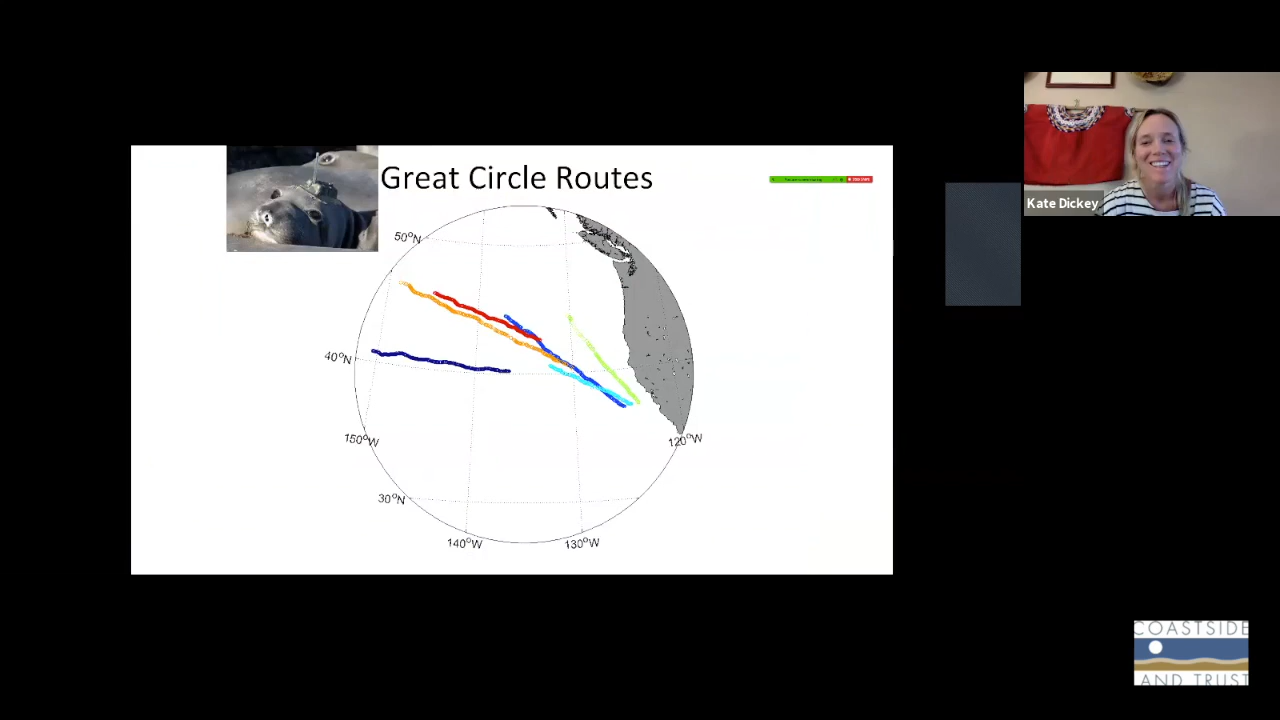 Great Circle Routes
50°N
40°N
150°W
120°W
30°N
140°W
130°W
Kate Dickey
COASTSIDE
AND TRUST